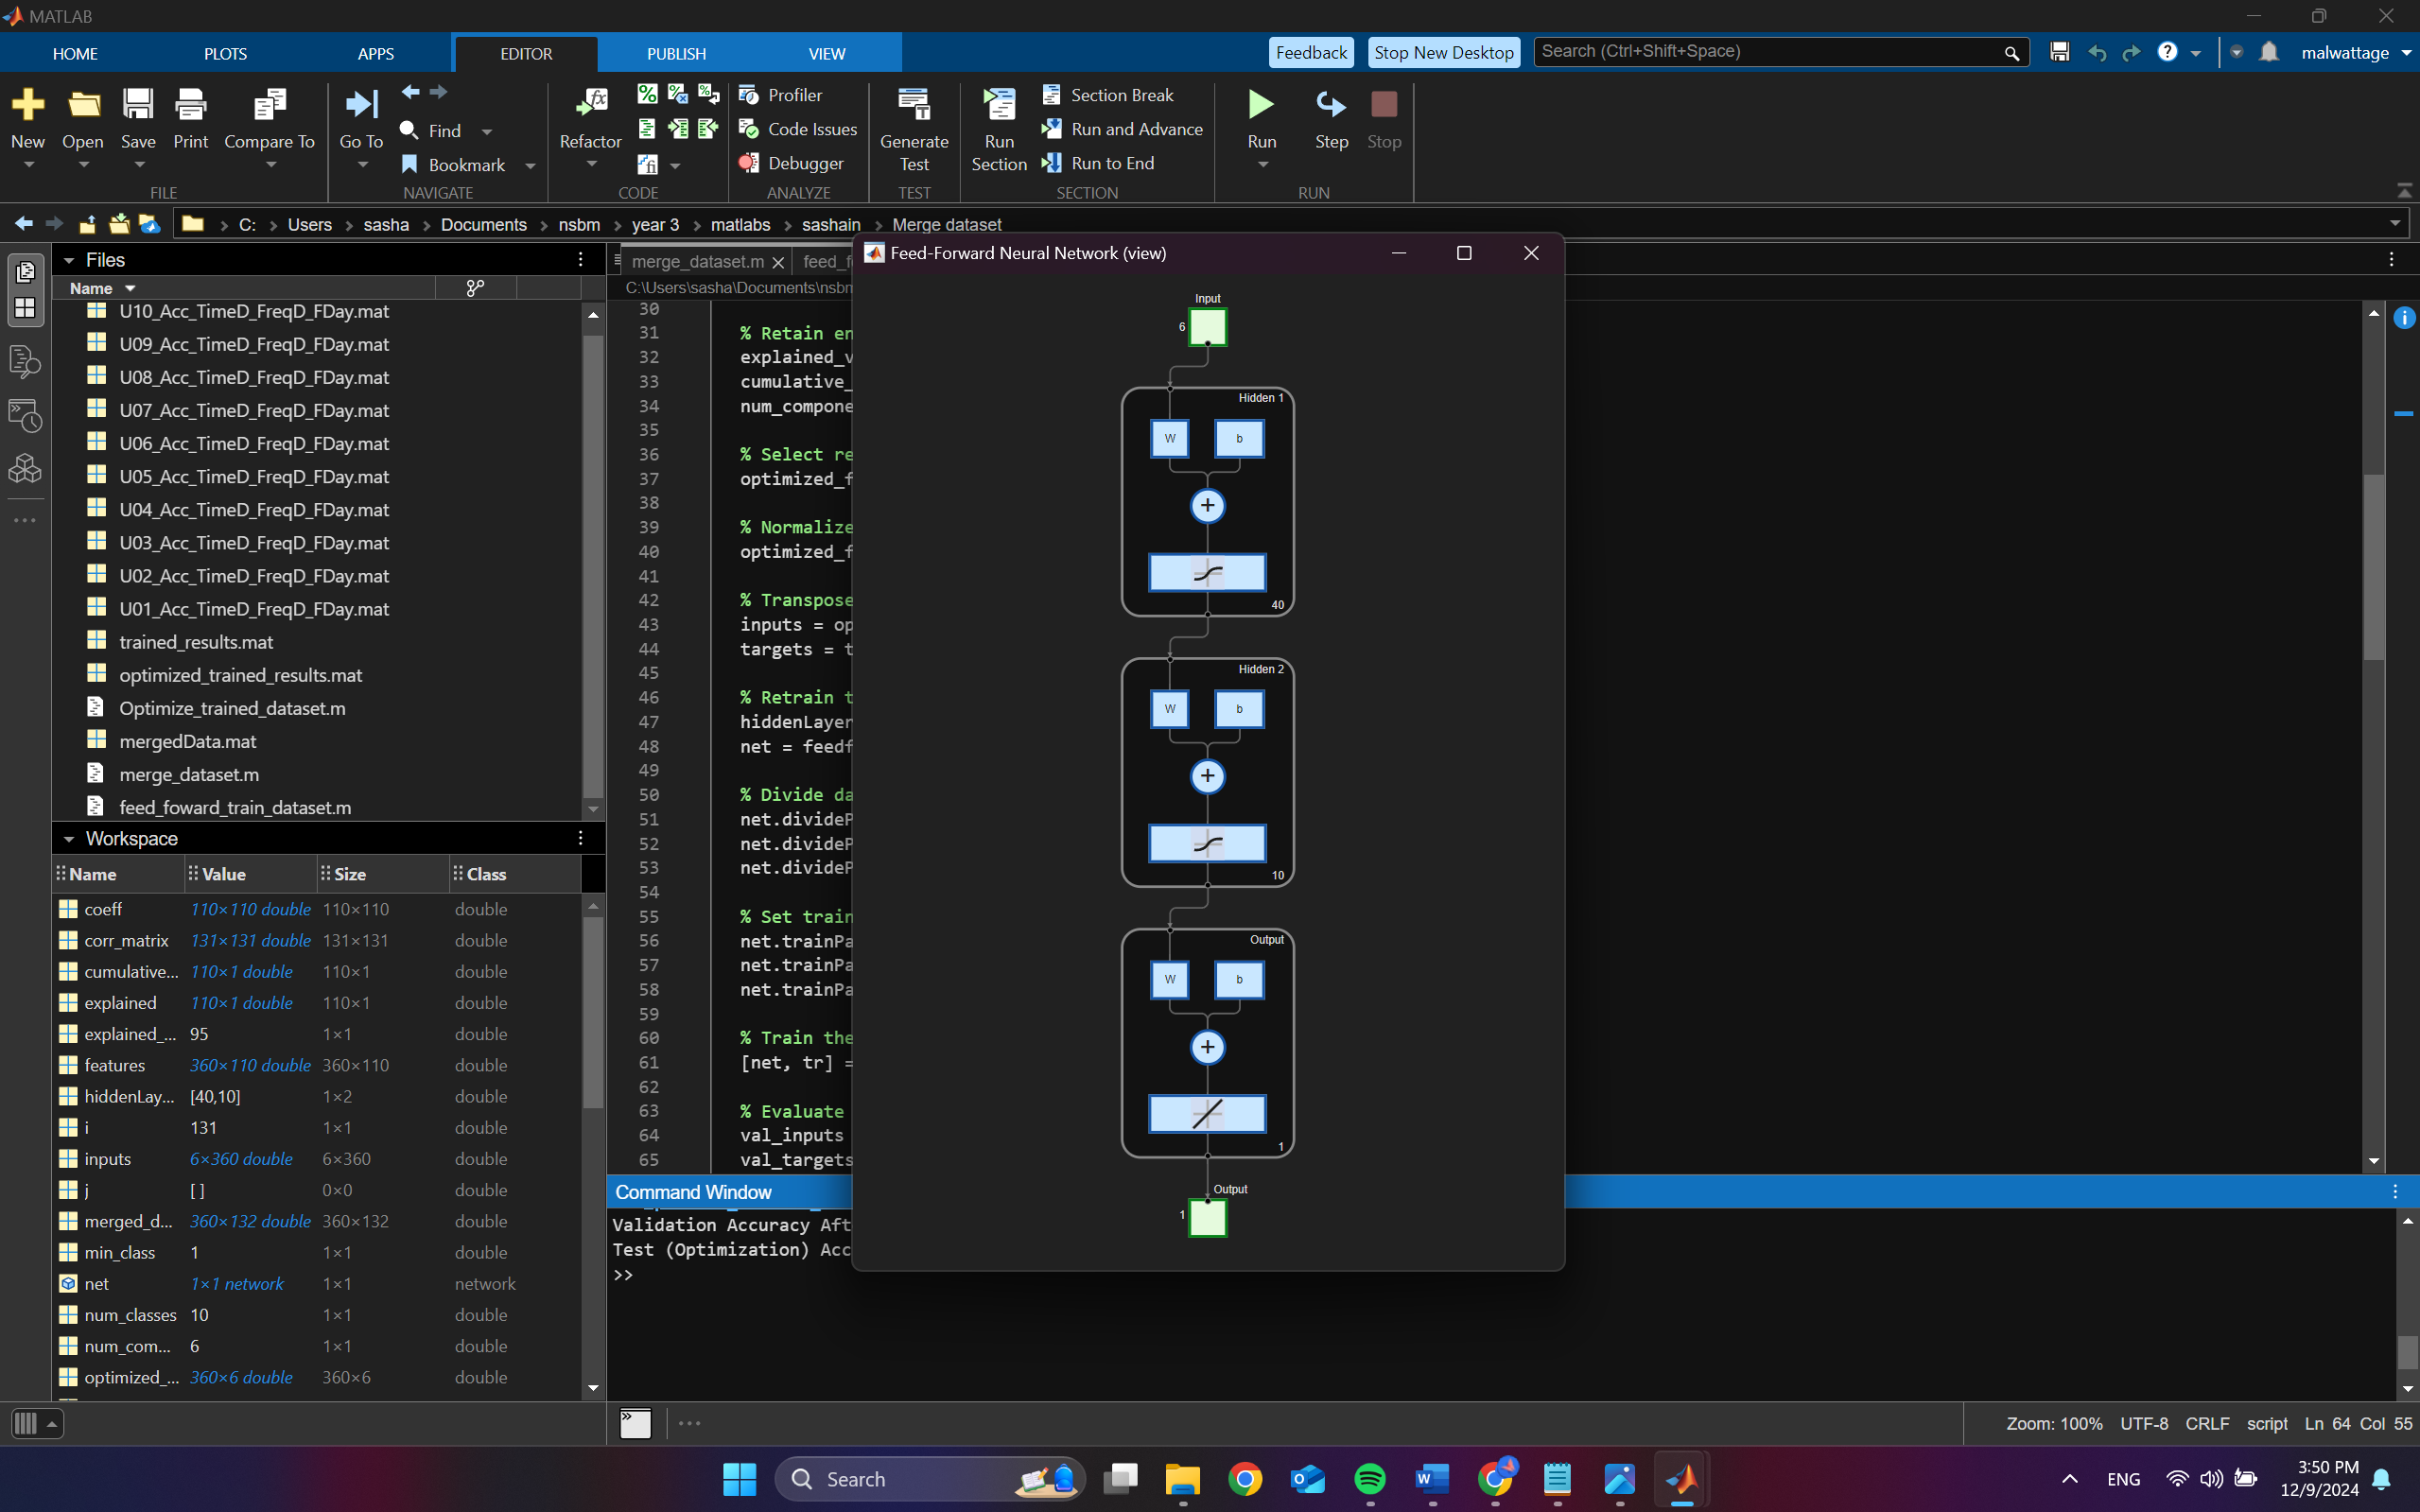 MATLAB
HOME PLOTS APPS EDITOR PUBLISH VIEW Feedback Stop New Desktop Search (Ctrl+Shift+Space) malwattage
New Open Save Print Compare To Go To Find Bookmark Refactor Profiler Code Issues Debugger Generate Test Run Section Section Break Run and Advance Run to End Run Step Stop
FILE NAVIGATE CODE ANALYZE TEST SECTION RUN
C: › Users › sasha › Documents › nsbm › year 3 › matlabs › sashain › Merge dataset
Files
Name
U10_Acc_TimeD_FreqD_FDay.mat
U09_Acc_TimeD_FreqD_FDay.mat
U08_Acc_TimeD_FreqD_FDay.mat
U07_Acc_TimeD_FreqD_FDay.mat
U06_Acc_TimeD_FreqD_FDay.mat
U05_Acc_TimeD_FreqD_FDay.mat
U04_Acc_TimeD_FreqD_FDay.mat
U03_Acc_TimeD_FreqD_FDay.mat
U02_Acc_TimeD_FreqD_FDay.mat
U01_Acc_TimeD_FreqD_FDay.mat
trained_results.mat
optimized_trained_results.mat
Optimize_trained_dataset.m
mergedData.mat
merge_dataset.m
feed_foward_train_dataset.m
Workspace
Name Value Size Class
coeff 110×110 double 110×110 double
corr_matrix 131×131 double 131×131 double
cumulative... 110×1 double 110×1 double
explained 110×1 double 110×1 double
explained_... 95 1×1 double
features 360×110 double 360×110 double
hiddenLay... [40,10] 1×2 double
i 131 1×1 double
inputs 6×360 double 6×360 double
j [ ] 0×0 double
merged_d... 360×132 double 360×132 double
min_class 1 1×1 double
net 1×1 network 1×1 network
num_classes 10 1×1 double
num_com... 6 1×1 double
optimized_... 360×6 double 360×6 double
merge_dataset.m feed_f
C:\Users\sasha\Documents\nsbm
30
31 % Retain en
32 explained_v
33 cumulative_
34 num_compone
35
36 % Select re
37 optimized_f
38
39 % Normalize
40 optimized_f
41
42 % Transpose
43 inputs = op
44 targets = t
45
46 % Retrain t
47 hiddenLayer
48 net = feedf
49
50 % Divide da
51 net.divideP
52 net.divideP
53 net.divideP
54
55 % Set train
56 net.trainPa
57 net.trainPa
58 net.trainPa
59
60 % Train the
61 [net, tr] =
62
63 % Evaluate
64 val_inputs
65 val_targets
Feed-Forward Neural Network (view)
Input
6
Hidden 1
W b
+
40
Hidden 2
W b
+
10
Output
W b
+
1
Output
1
Command Window
Validation Accuracy Aft
Test (Optimization) Acc
>>
Zoom: 100% UTF-8 CRLF script Ln 64 Col 55
Search
ENG
3:50 PM
12/9/2024